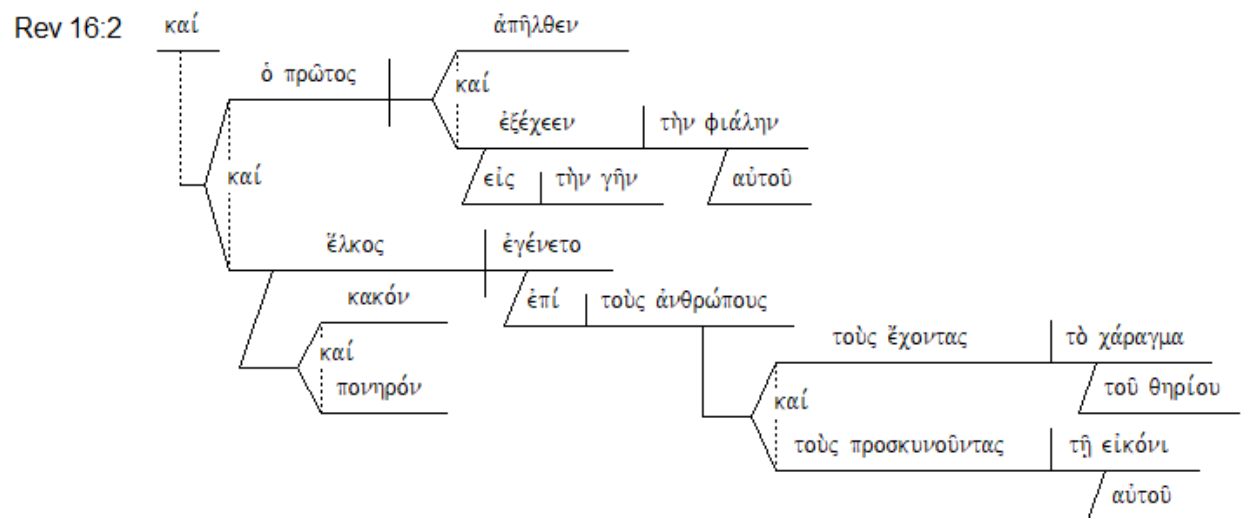 Rev 16:2
καί
ὁ πρῶτος
ἀπῆλθεν
καί
ἐξέχεεν
τὴν φιάλην
εἰς
τὴν γῆν
αὐτοῦ
καί
ἕλκος
ἐγένετο
κακόν
καί
πονηρόν
ἐπί
τοὺς ἀνθρώπους
τοὺς ἔχοντας
τὸ χάραγμα
τοῦ θηρίου
καί
τοὺς προσκυνοῦντας
τῇ εἰκόνι
αὐτοῦ